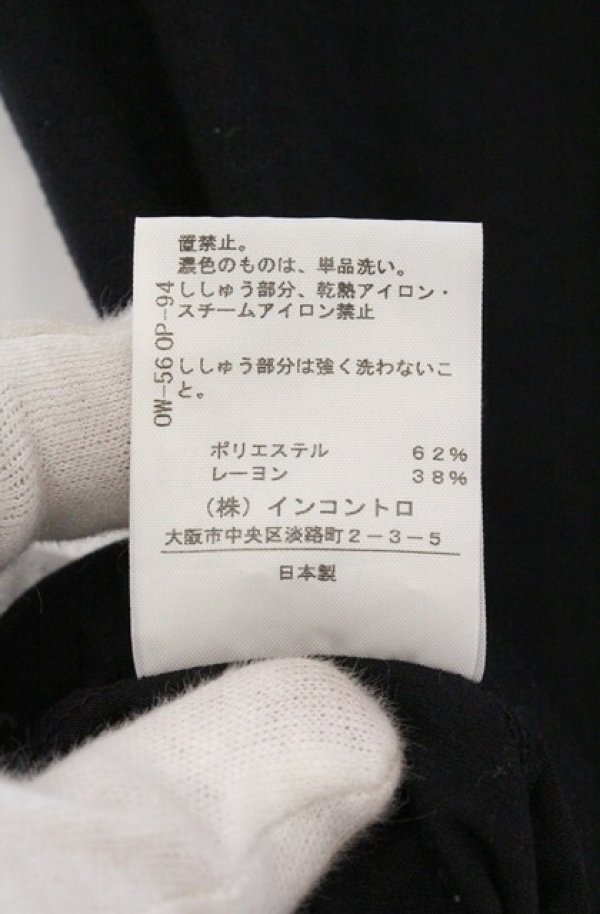 置禁止。
濃色のものは、単品洗い。
ししゅう部分、乾熱アイロン・
スチームアイロン禁止
ししゅう部分は強く洗わないこ
と。
OW-56 OP-94
ポリエステル 62%
レーヨン 38%
(株)インコントロ
大阪市中央区淡路町2-3-5
日本製